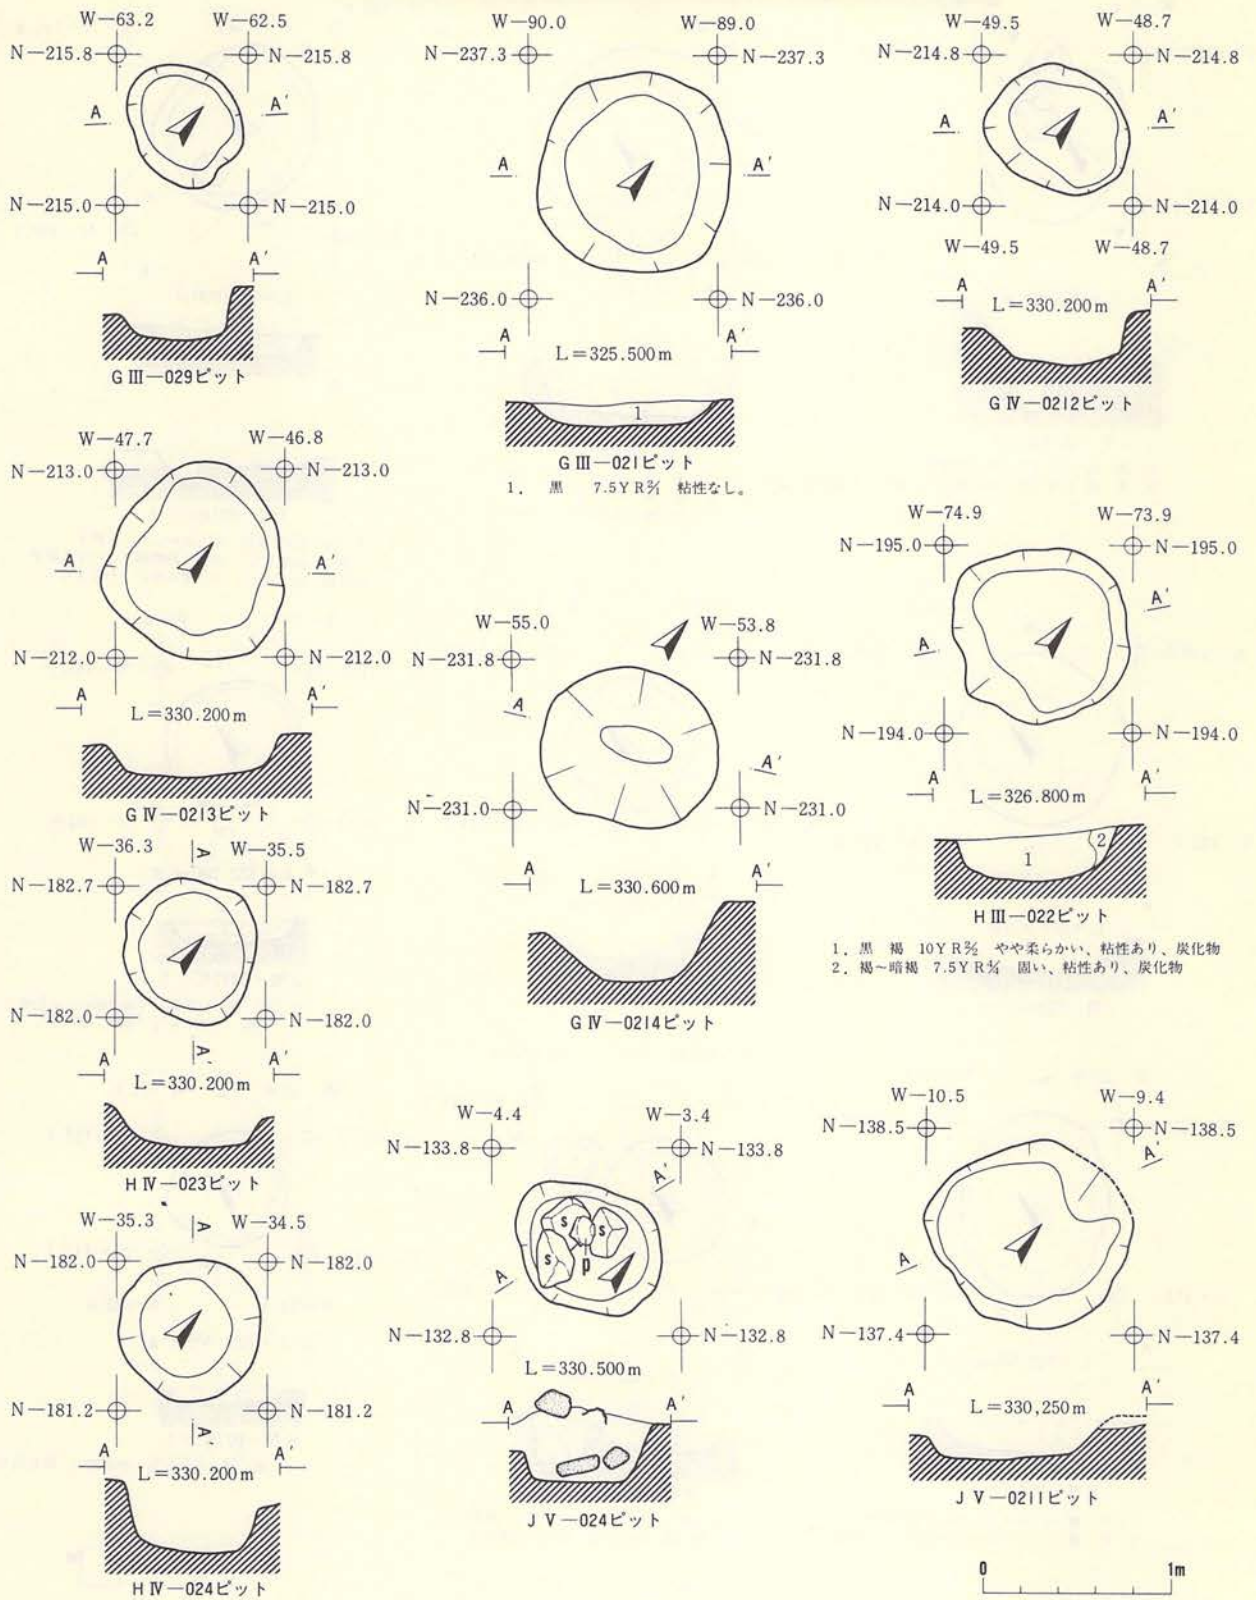 W—63.2 W—62.5
N—215.8 N—215.8
A A'
N—215.0 N—215.0
A A'
GⅢ—029ピット
W—90.0 W—89.0
N—237.3 N—237.3
A A'
N—236.0 N—236.0
A A'
L=325.500m
1
GⅢ—021ピット
1. 黒 7.5YR2/1 粘性なし。
W—49.5 W—48.7
N—214.8 N—214.8
A A'
N—214.0 N—214.0
W—49.5 W—48.7
A A'
L=330.200m
GⅣ—0212ピット
W—47.7 W—46.8
N—213.0 N—213.0
A A'
N—212.0 N—212.0
A A'
L=330.200m
GⅣ—0213ピット
W—55.0 W—53.8
N—231.8 N—231.8
A A'
N—231.0 N—231.0
A A'
L=330.600m
GⅣ—0214ピット
W—74.9 W—73.9
N—195.0 N—195.0
A A'
N—194.0 N—194.0
A A'
L=326.800m
1 2
HⅢ—022ピット
1. 黒 褐 10YR やや柔らかい、粘性あり、炭化物
2. 褐~暗褐 7.5YR 固い、粘性あり、炭化物
W—36.3 A W—35.5
N—182.7 N—182.7
N—182.0 N—182.0
A A A'
L=330.200m
HⅣ—023ピット
W—35.3 A W—34.5
N—182.0 N—182.0
N—181.2 N—181.2
A A A'
L=330.200m
HⅣ—024ピット
W—4.4 W—3.4
N—133.8 N—133.8
A'
s s
s p
A
N—132.8 N—132.8
L=330.500m
A A'
JⅤ—024ピット
W—10.5 W—9.4
N—138.5 N—138.5
A'
A
N—137.4 N—137.4
A A'
L=330,250m
JⅤ—0211ピット
0 1m